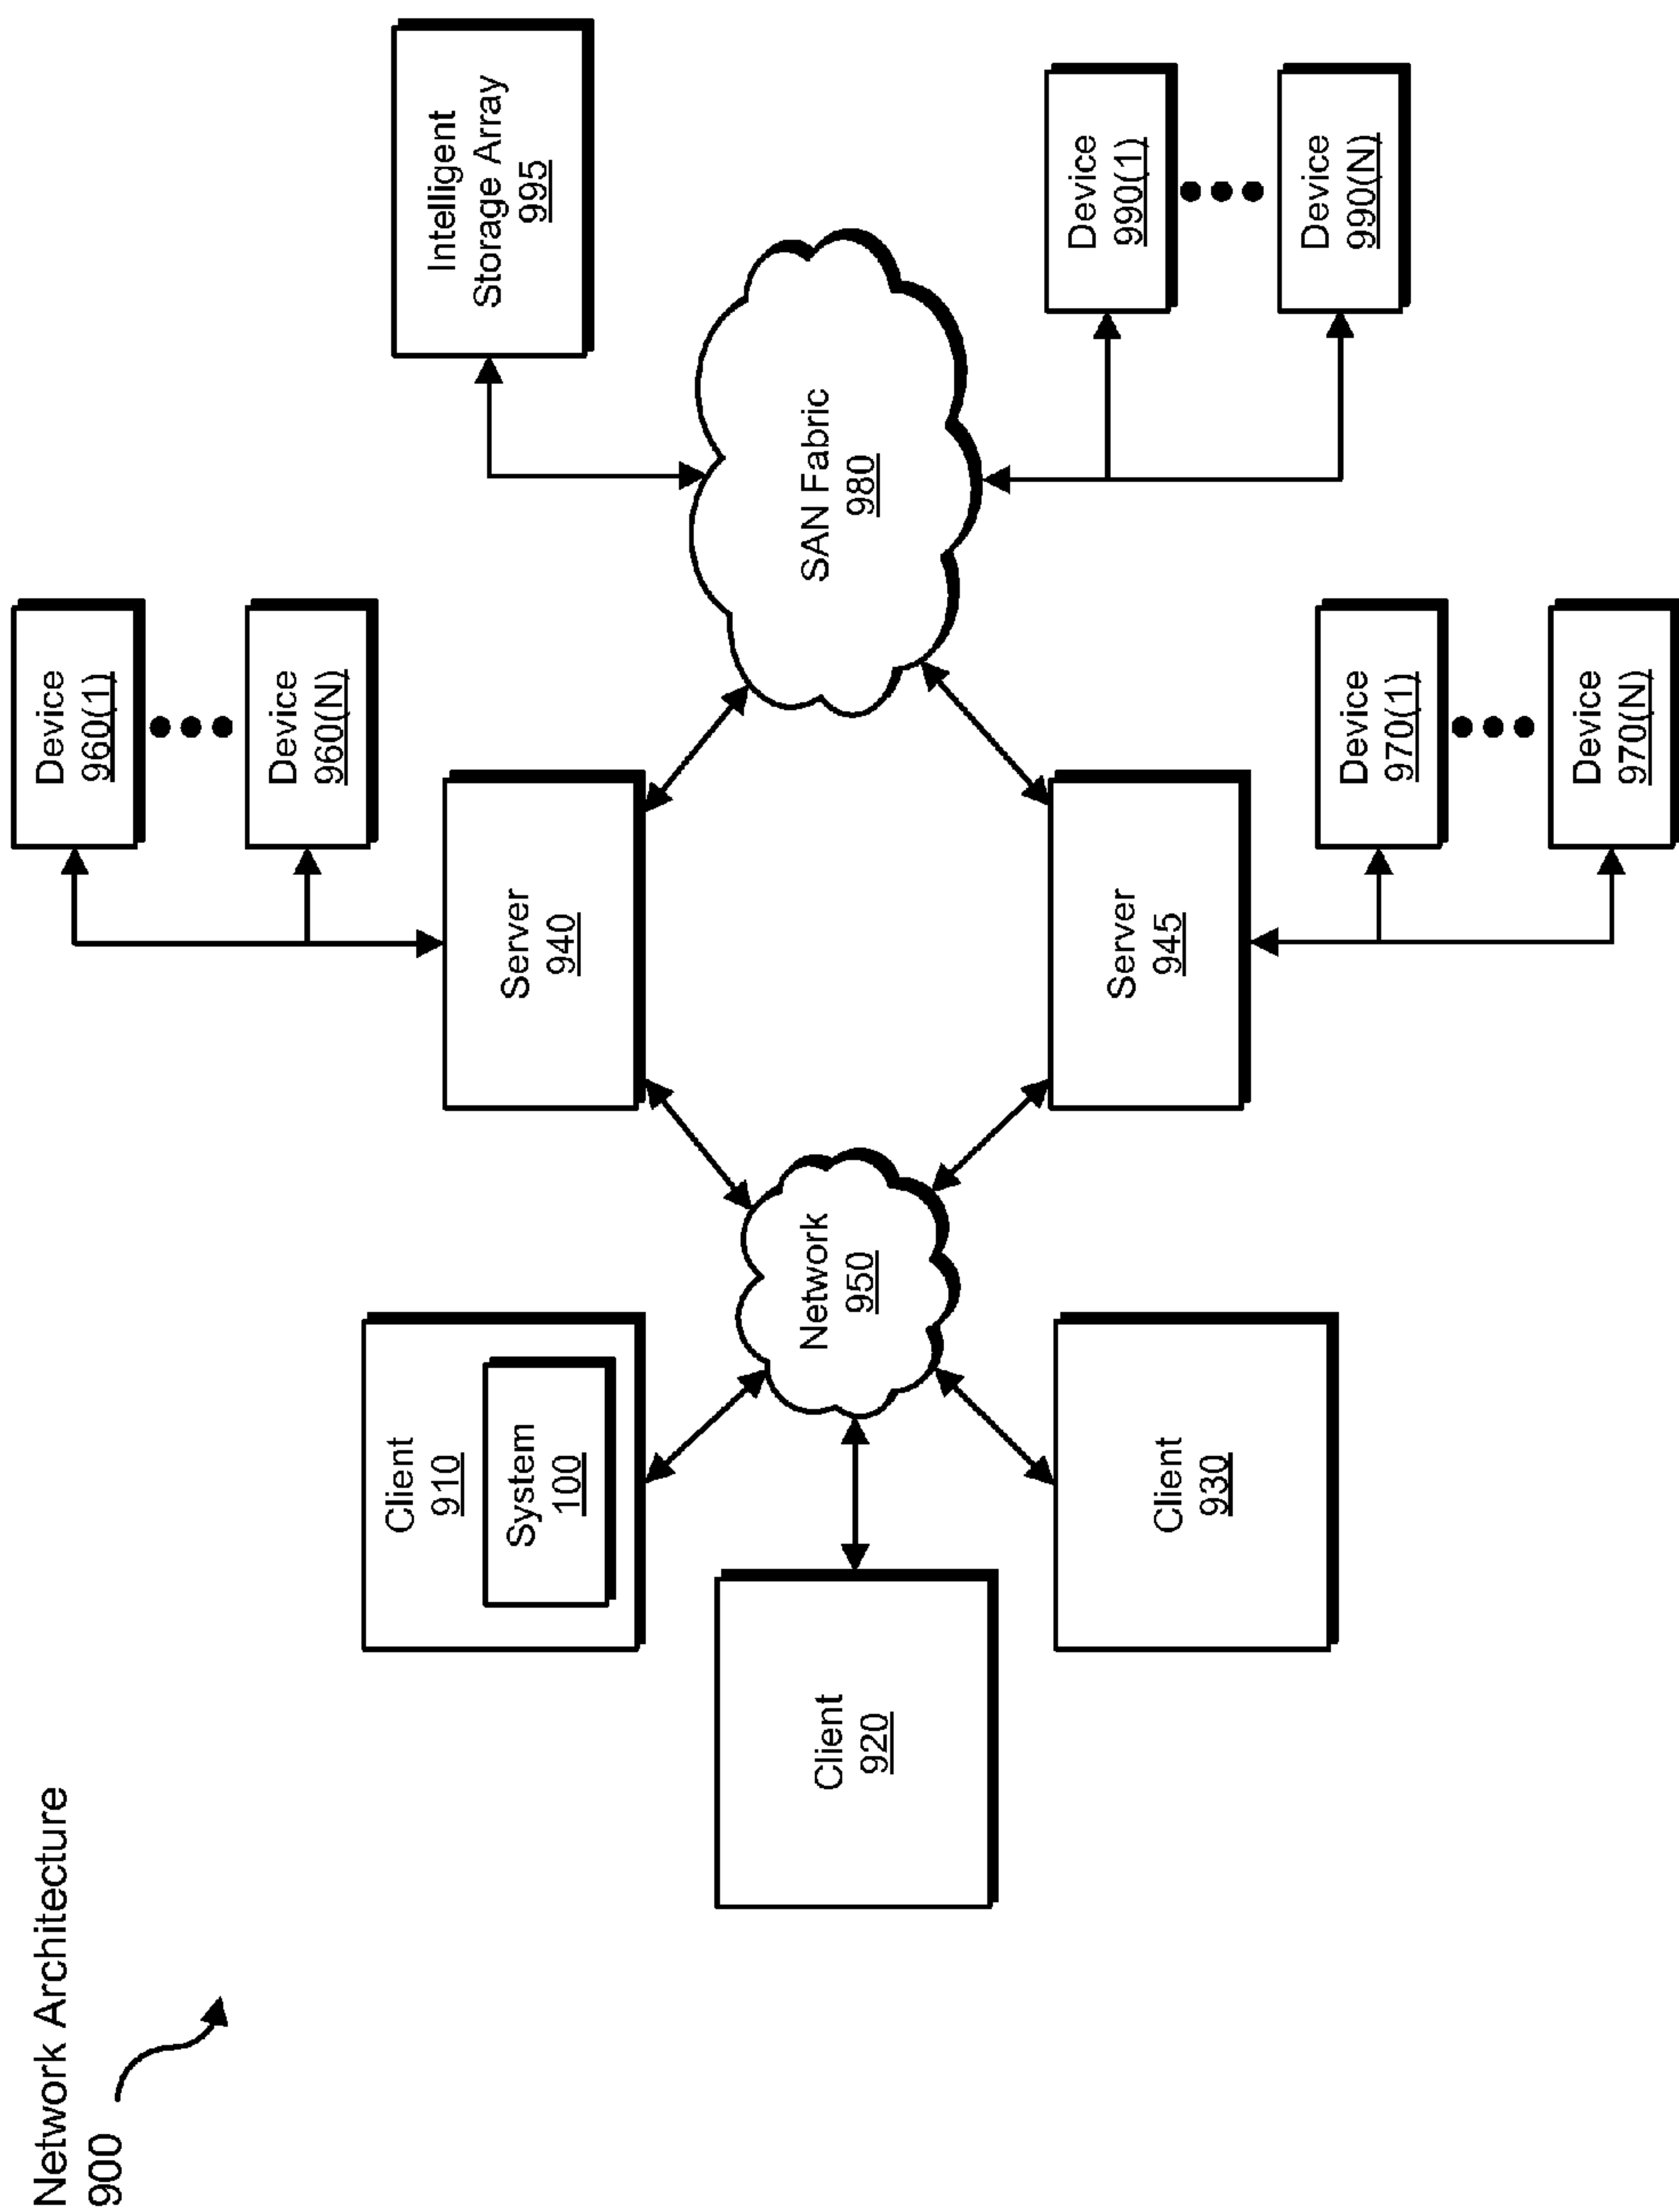 Network Architecture
900
Client
910
System
100
Client
920
Client
930
Network
950
Server
940
Server
945
Device
960(1)
Device
960(N)
Device
970(1)
Device
970(N)
SAN Fabric
980
Intelligent
Storage Array
995
Device
990(1)
Device
990(N)